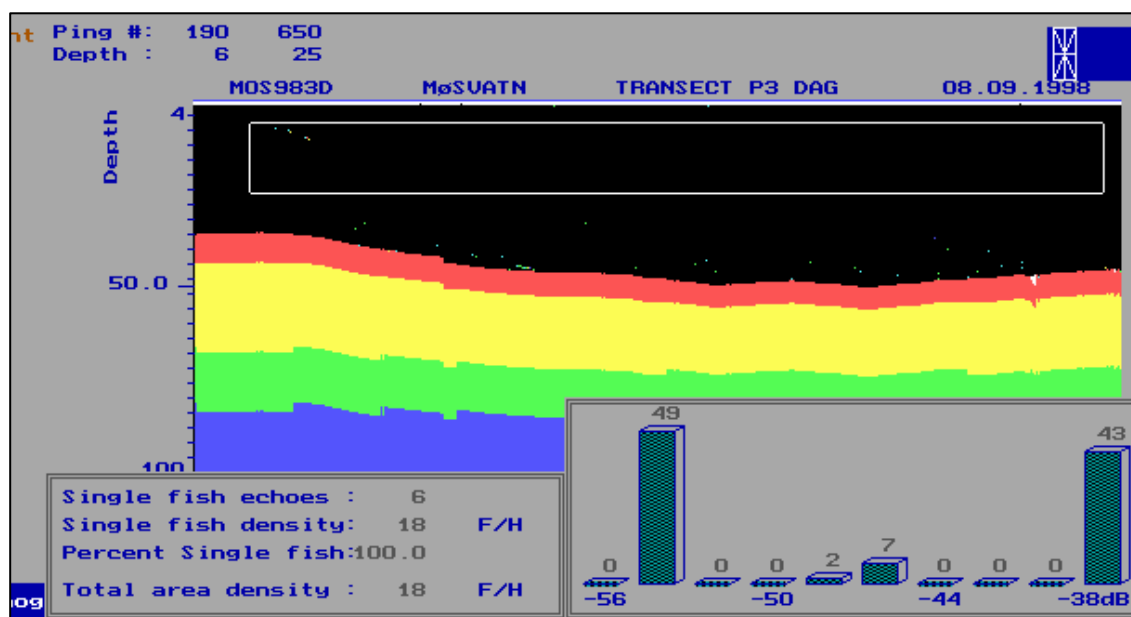 nt Ping #: 190 650
Depth : 6 25
MOS983D MøSVATN TRANSECT P3 DAG 08.09.1998
4
Depth
50.0
100
49
43
0 0 0 2 7 0 0 0
-56 -50 -44 -38dB
Single fish echoes : 6
Single fish density: 18 F/H
Percent Single fish:100.0
Total area density : 18 F/H
og